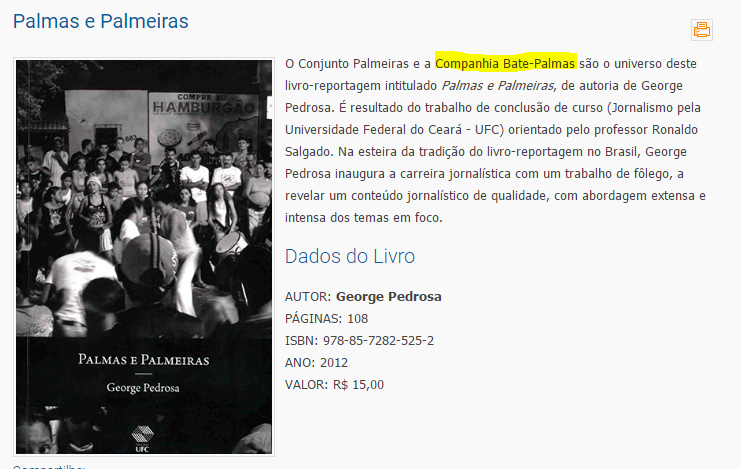 Palmas e Palmeiras
COMPRE NO
HAMBURGÃO
683
PALMAS E PALMEIRAS
George Pedrosa
UFC
O Conjunto Palmeiras e a Companhia Bate-Palmas são o universo deste
livro-reportagem intitulado Palmas e Palmeiras, de autoria de George
Pedrosa. É resultado do trabalho de conclusão de curso (Jornalismo pela
Universidade Federal do Ceará - UFC) orientado pelo professor Ronaldo
Salgado. Na esteira da tradição do livro-reportagem no Brasil, George
Pedrosa inaugura a carreira jornalística com um trabalho de fôlego, a
revelar um conteúdo jornalístico de qualidade, com abordagem extensa e
intensa dos temas em foco.
Dados do Livro
AUTOR: George Pedrosa
PÁGINAS: 108
ISBN: 978-85-7282-525-2
ANO: 2012
VALOR: R$ 15,00